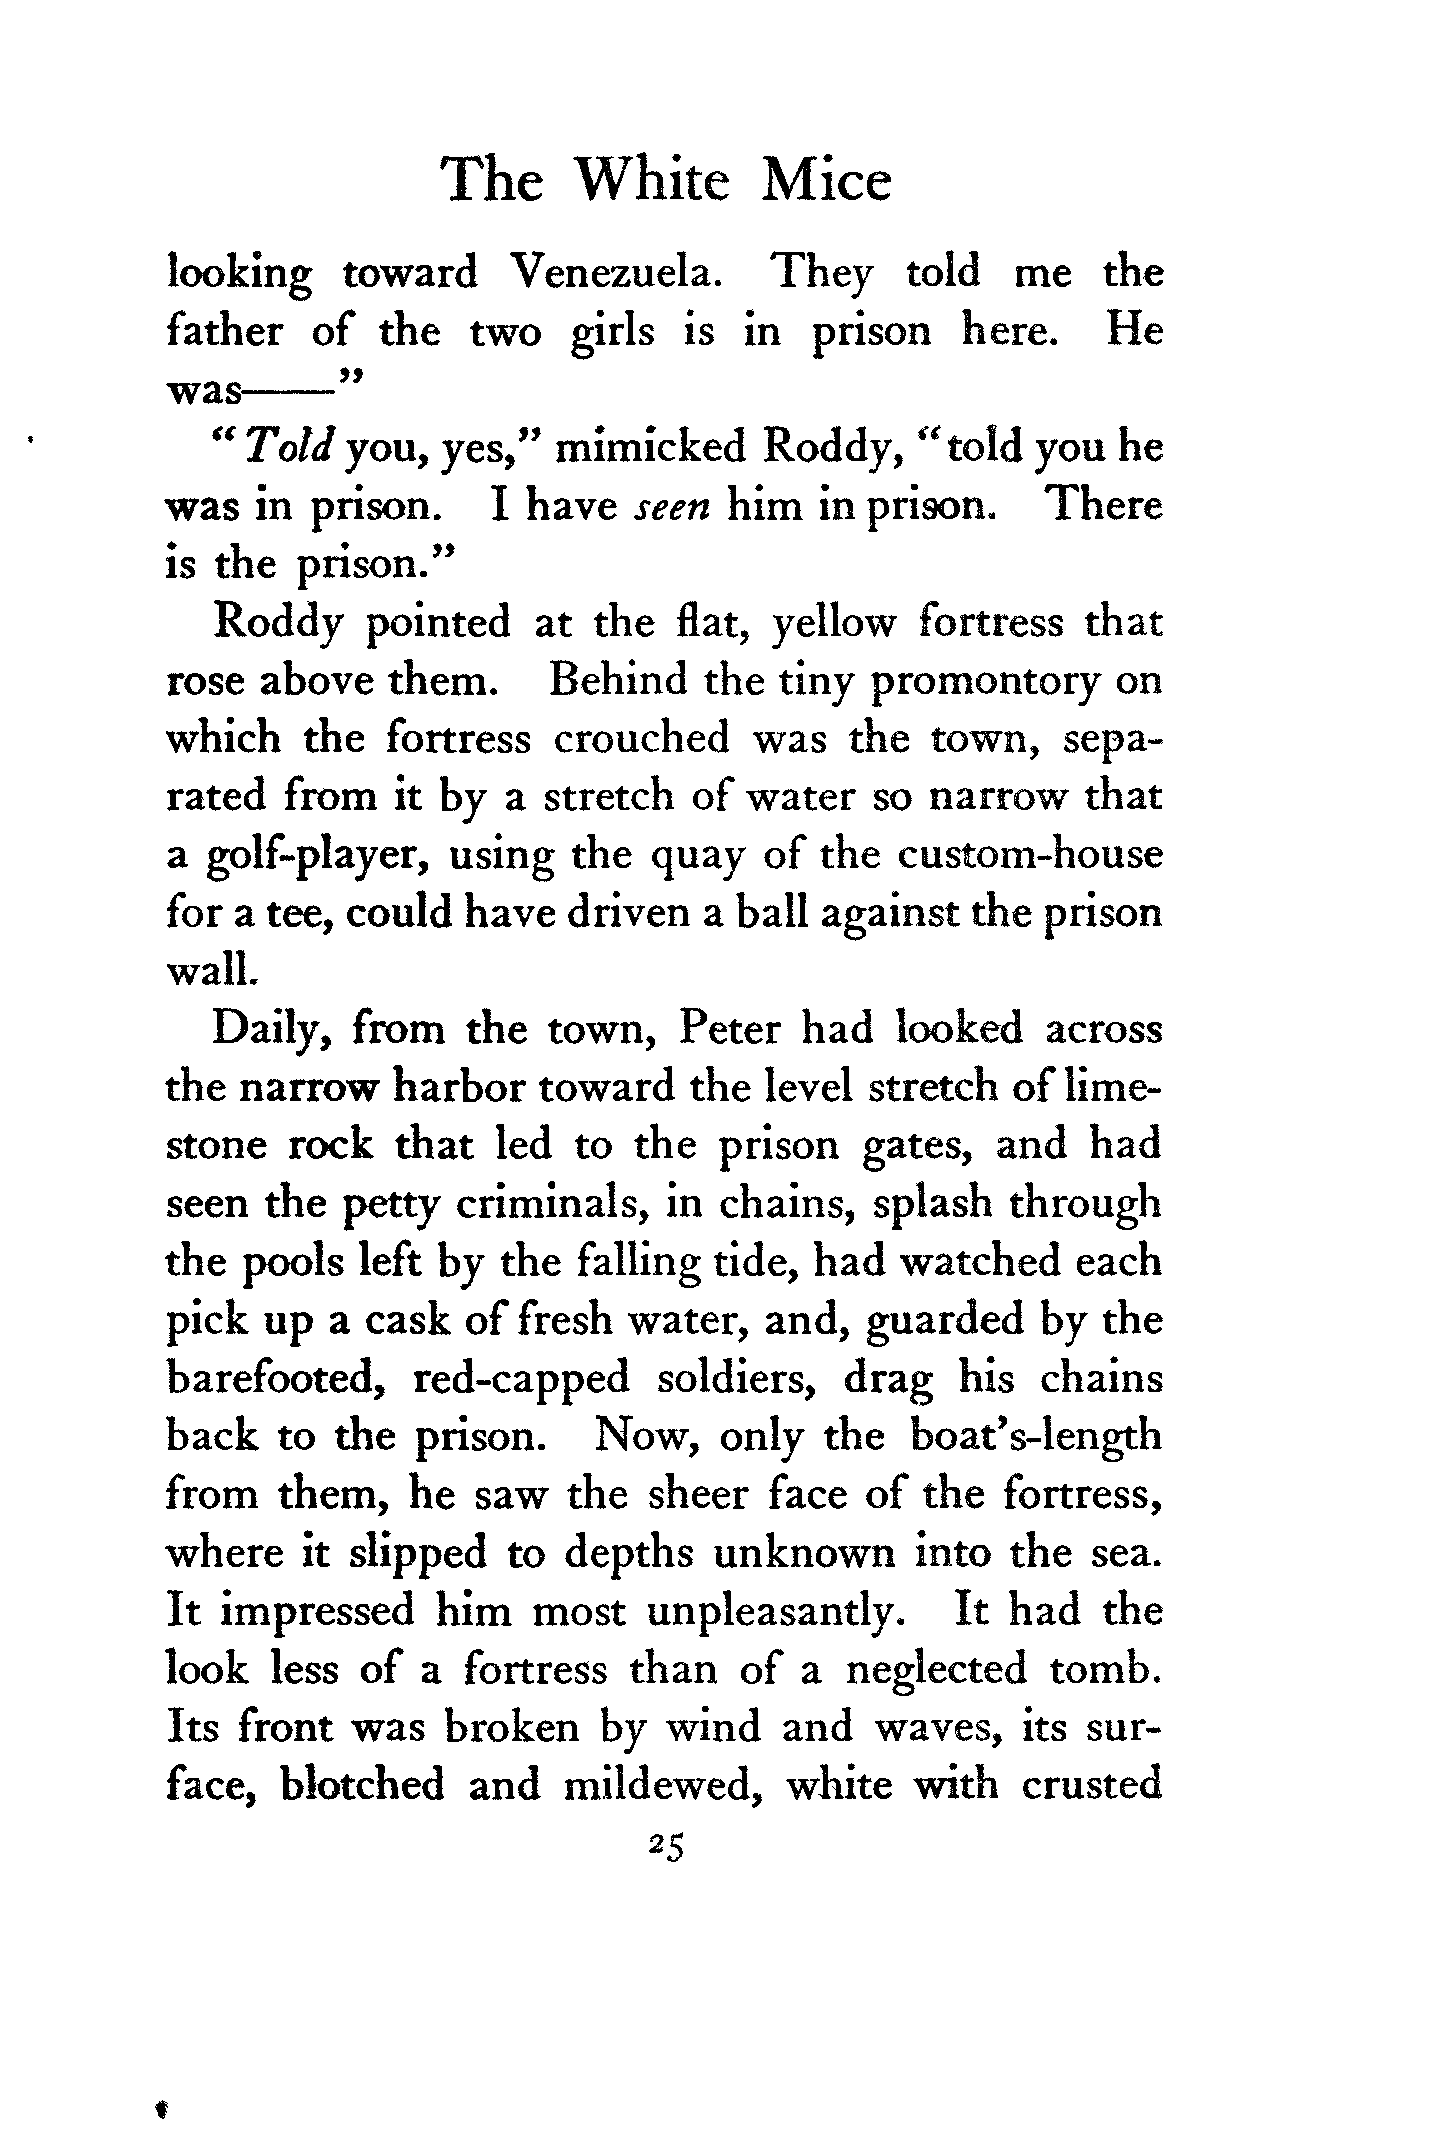 The White Mice
looking toward Venezuela. They told me the
father of the two girls is in prison here. He
was——”
“Told you, yes,” mimicked Roddy, “told you he
was in prison. I have seen him in prison. There
is the prison.”
Roddy pointed at the flat, yellow fortress that
rose above them. Behind the tiny promontory on
which the fortress crouched was the town, sepa-
rated from it by a stretch of water so narrow that
a golf-player, using the quay of the custom-house
for a tee, could have driven a ball against the prison
wall.
Daily, from the town, Peter had looked across
the narrow harbor toward the level stretch of lime-
stone rock that led to the prison gates, and had
seen the petty criminals, in chains, splash through
the pools left by the falling tide, had watched each
pick up a cask of fresh water, and, guarded by the
barefooted, red-capped soldiers, drag his chains
back to the prison. Now, only the boat’s-length
from them, he saw the sheer face of the fortress,
where it slipped to depths unknown into the sea.
It impressed him most unpleasantly. It had the
look less of a fortress than of a neglected tomb.
Its front was broken by wind and waves, its sur-
face, blotched and mildewed, white with crusted
25